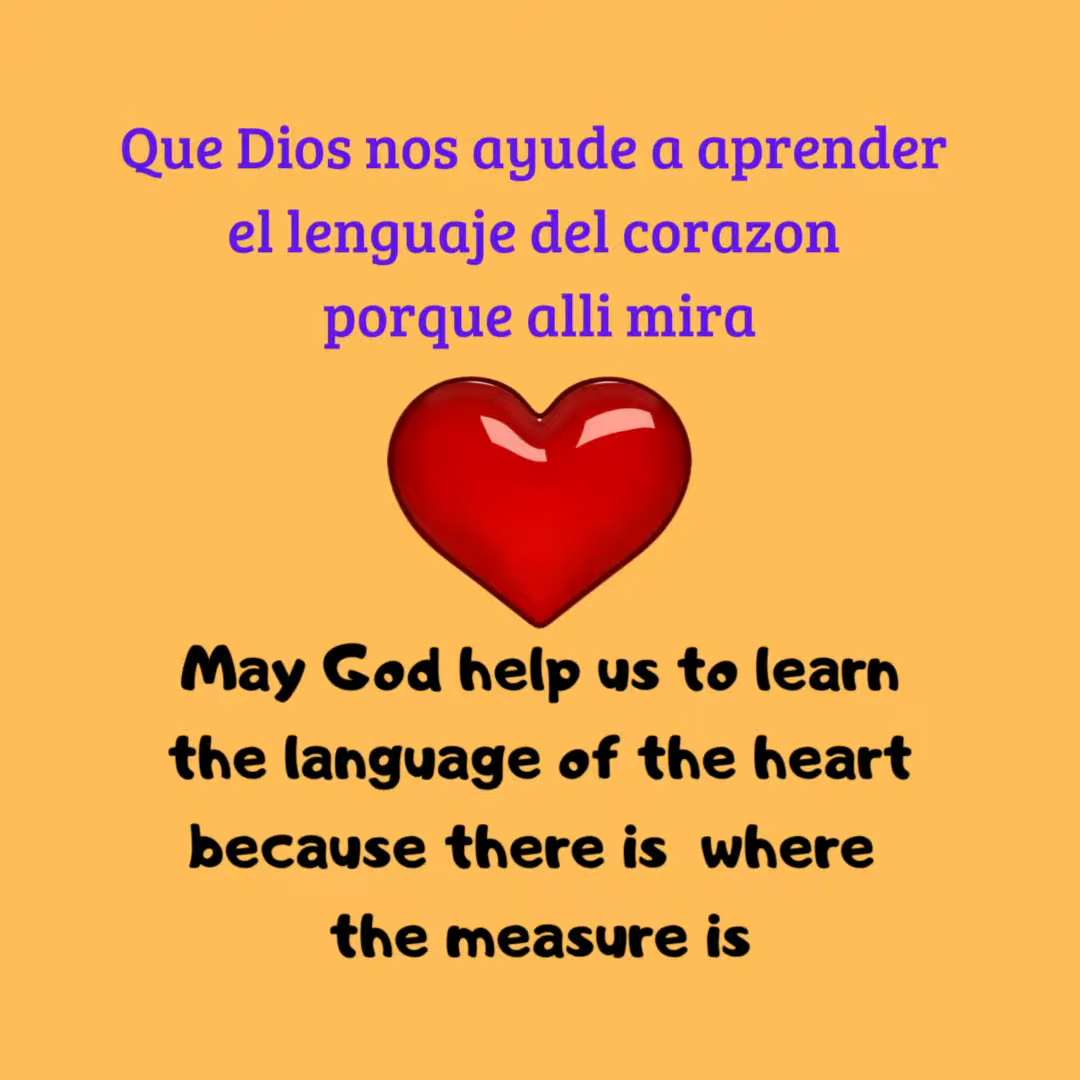 Que Dios nos ayude a aprender
el lenguaje del corazon
porque alli mira
May God help us to learn
the language of the heart
because there is where
the measure is